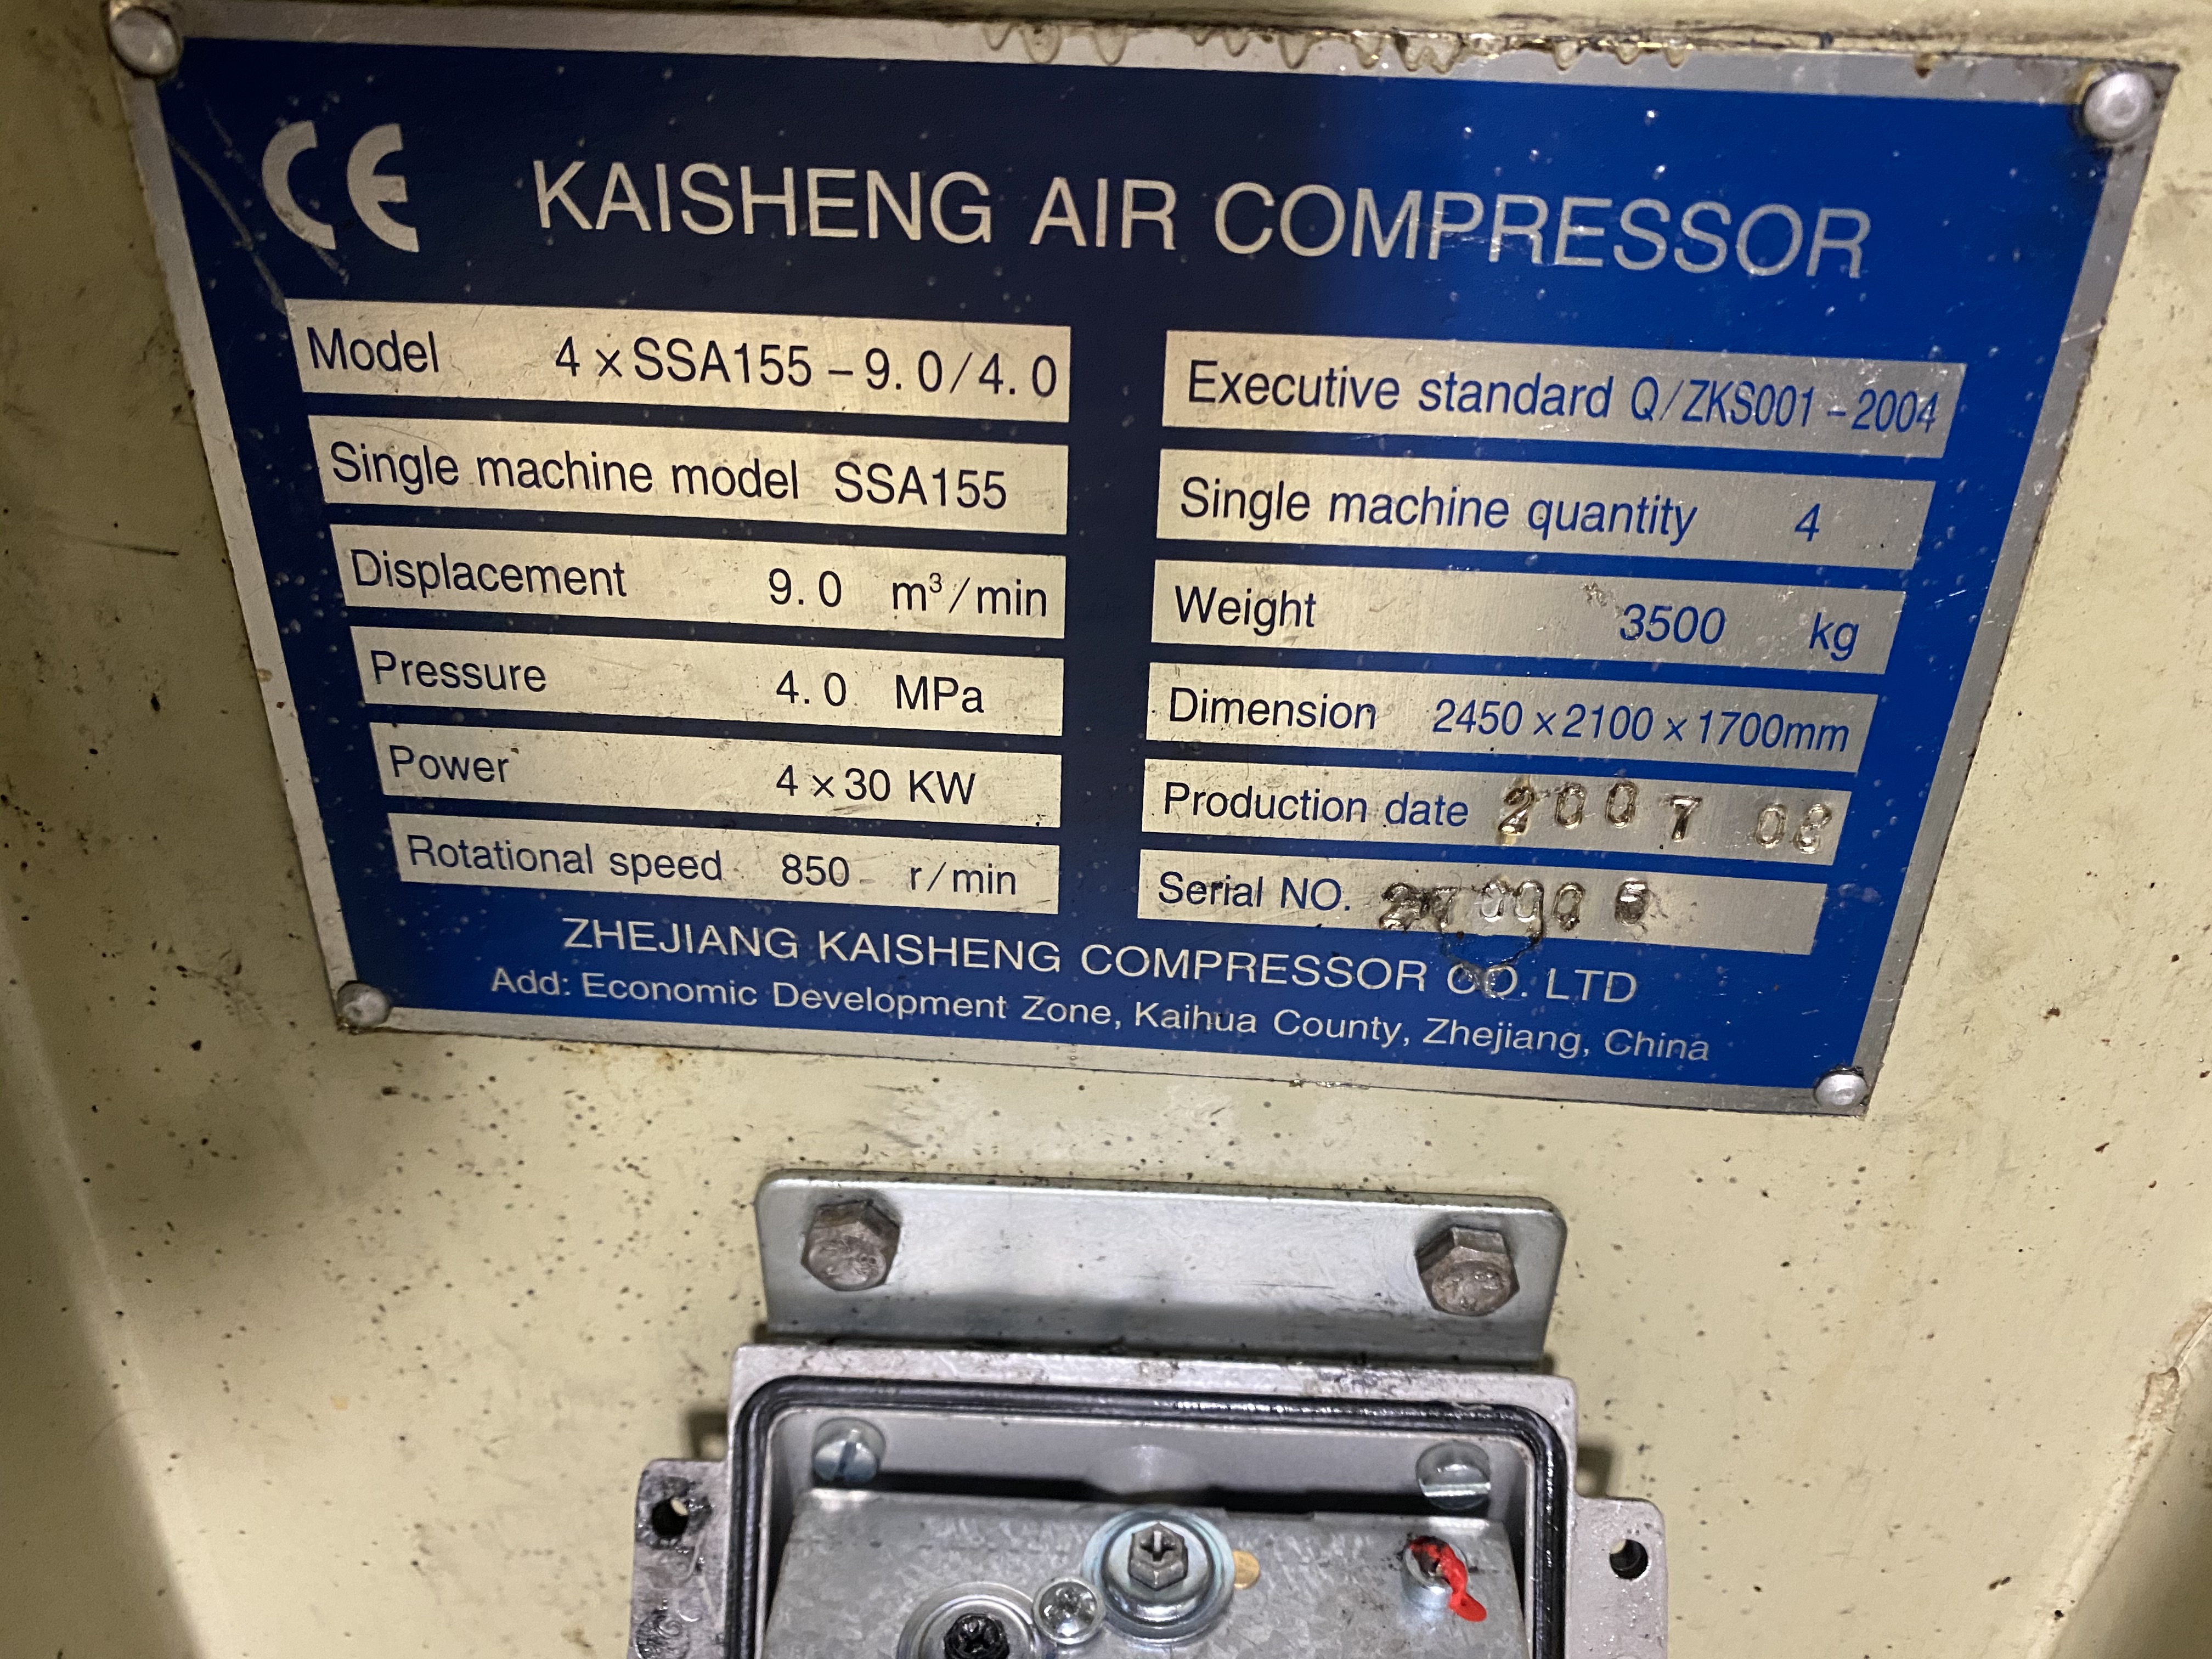 CE KAISHENG AIR COMPRESSOR
Model 4×SSA155-9.0/4.0
Single machine model SSA155
Displacement 9.0 m³/min
Pressure 4.0 MPa
Power 4×30 KW
Rotational speed 850 r/min
Executive standard Q/ZKS001-2004
Single machine quantity 4
Weight 3500 kg
Dimension 2450×2100×1700mm
Production date 2007 08
Serial NO.
ZHEJIANG KAISHENG COMPRESSOR CO. LTD
Add: Economic Development Zone, Kaihua County, Zhejiang, China